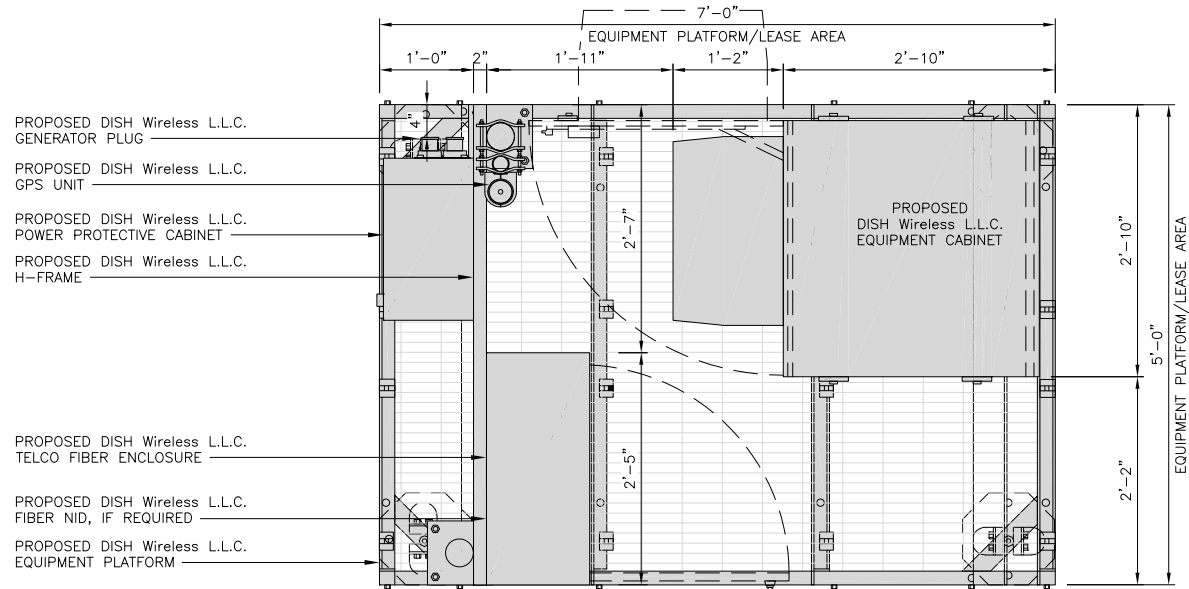 7'-0"
EQUIPMENT PLATFORM/LEASE AREA
1'-0"
2"
1'-11"
1'-2"
2'-10"
PROPOSED DISH Wireless L.L.C.
GENERATOR PLUG
4"
PROPOSED DISH Wireless L.L.C.
GPS UNIT
PROPOSED DISH Wireless L.L.C.
POWER PROTECTIVE CABINET
PROPOSED DISH Wireless L.L.C.
H-FRAME
2'-7"
PROPOSED
DISH Wireless L.L.C.
EQUIPMENT CABINET
2'-10"
5'-0"
EQUIPMENT PLATFORM/LEASE AREA
PROPOSED DISH Wireless L.L.C.
TELCO FIBER ENCLOSURE
2'-5"
2'-2"
PROPOSED DISH Wireless L.L.C.
FIBER NID, IF REQUIRED
PROPOSED DISH Wireless L.L.C.
EQUIPMENT PLATFORM